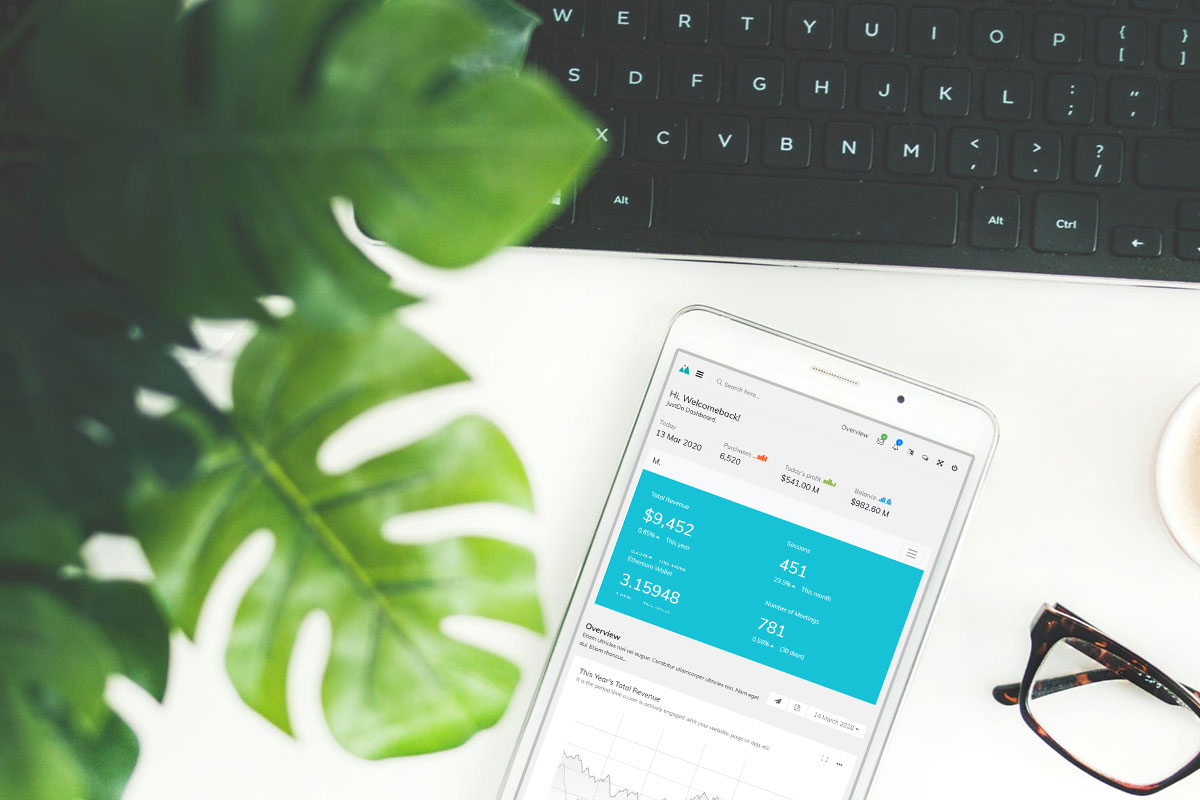 W E R T Y U I O P { [ } ]
S D F G H J K L : ; " '
X C V B N M < , > . ? /
Alt Alt Ctrl
Search here..
Hi, Welcomeback!
JustDo Dashboard.
Overview
Today
13 Mar 2020
Purchases
6,520
Today's profit
$541.00 M
Balance
$982.60 M
M.
Total Revenue
$9,452
0.85% This year
Sessions
451
23.5% This month
Ethereum Wallet
3.15948
Number of Meetings
781
0.56% (30 days)
Overview
Etiam ultricies nisi vel augue. Curabitur ullamcorper ultricies nisi. Nam eget
dui. Etiam rhoncus...
14 March 2020
This Year's Total Revenue
It is the period time a user is actively engaged with your website, page or app, etc